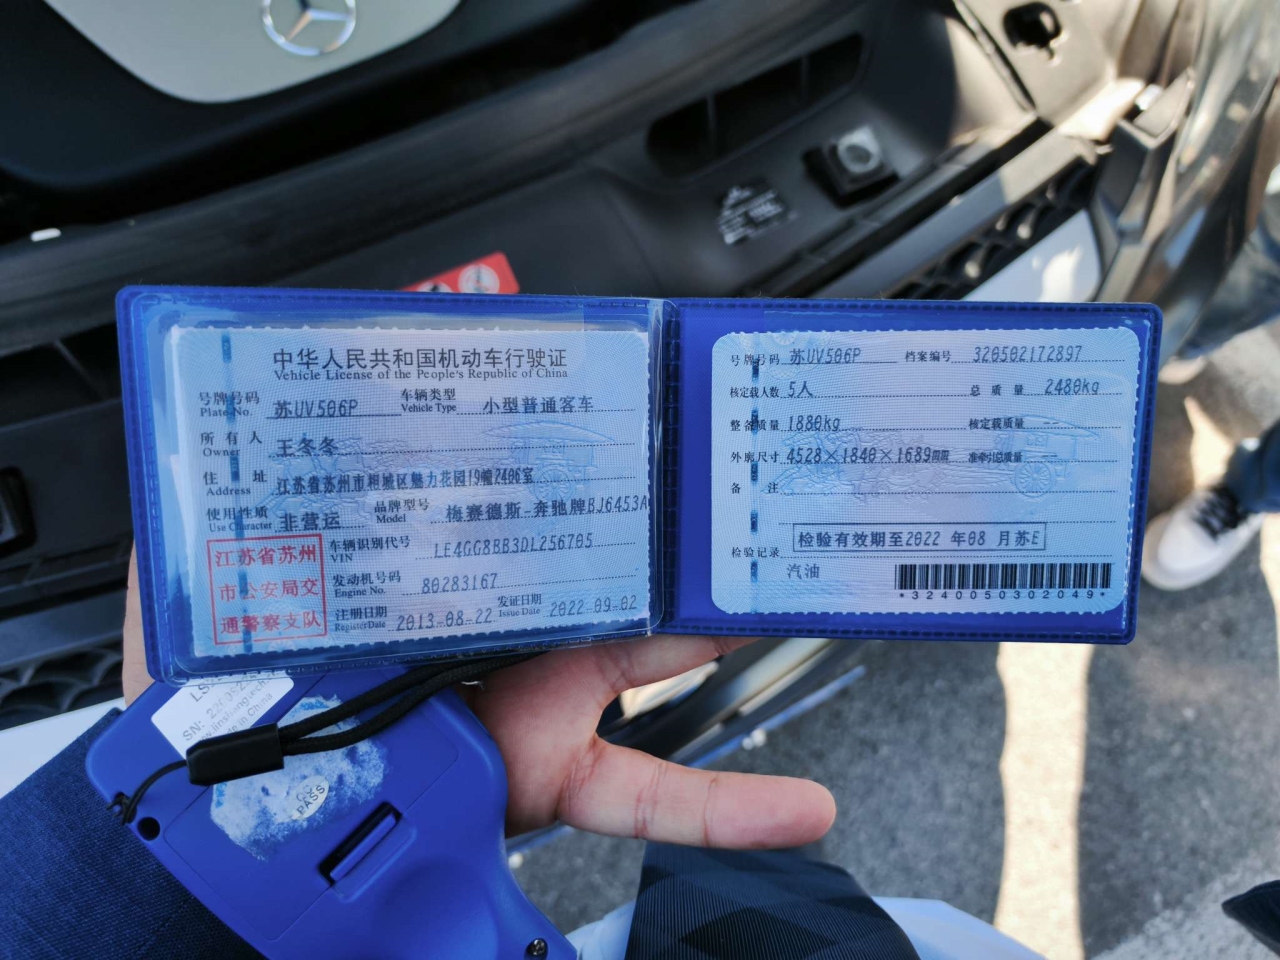 中华人民共和国机动车行驶证
Vehicle License of the People's Republic of China
号牌号码 Plate No. 苏UV506P 车辆类型 Vehicle Type 小型普通客车
所有人 Owner 王冬冬
住址 Address 江苏省苏州市相城区魅力花园19幢2406室
使用性质 Use Character 非营运 品牌型号 Model 梅赛德斯-奔驰牌BJ6453A
江苏省苏州
市公安局交
通警察支队
车辆识别代号 VIN LE4GG8BB3DL256705
发动机号码 Engine No. 80283167
注册日期 Register Date 2013-08-22 发证日期 Issue Date 2022-09-02
号牌号码 苏UV506P 档案编号 320502172897
核定载人数 5人 总质量 2480kg
整备质量 1880kg 核定载质量 --
外廓尺寸 4528×1840×1689mm 准牵引总质量 --
备注
检验记录 检验有效期至2022 年08 月苏E
汽油
*3240050302049*
SN:
in China
QC
PASS